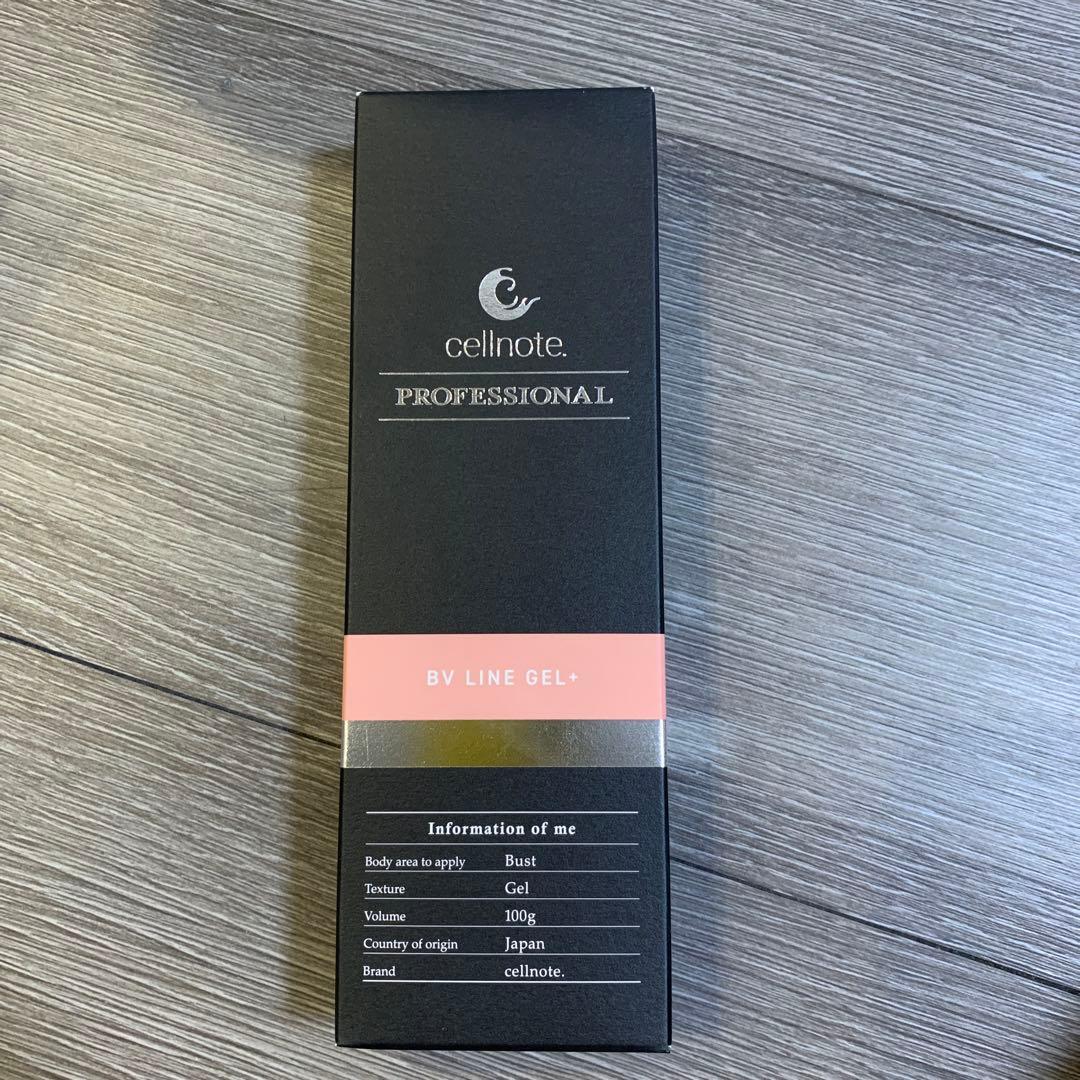 cellnote.
PROFESSIONAL
BV LINE GEL+
Information of me
Body area to apply Bust
Texture Gel
Volume 100g
Country of origin Japan
Brand cellnote.